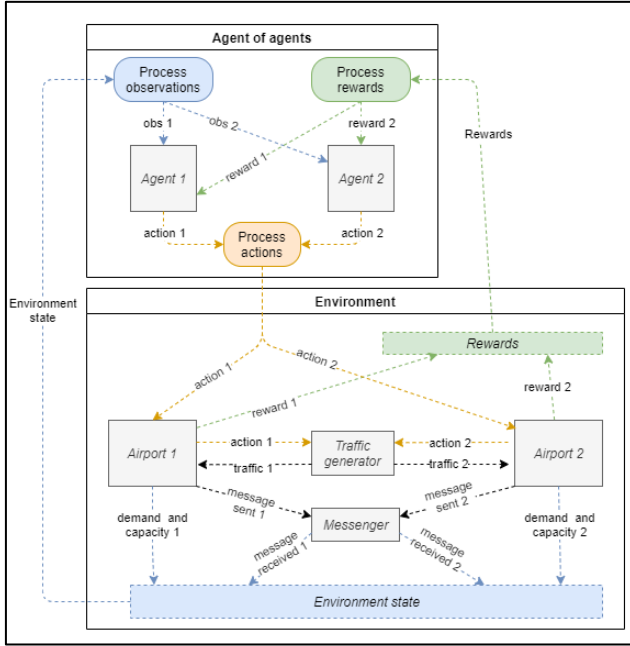 Agent of agents
Process
observations
Process
rewards
obs 1
obs 2
reward 1
reward 2
Rewards
Agent 1
Agent 2
action 1
action 2
Process
actions
Environment
state
Environment
Rewards
action 1
action 2
reward 1
reward 2
Airport 1
action 1
Traffic
generator
action 2
Airport 2
traffic 1
traffic 2
message
sent 1
message
sent 2
Messenger
demand and
capacity 1
demand and
capacity 2
message
received 1
message
received 2
Environment state